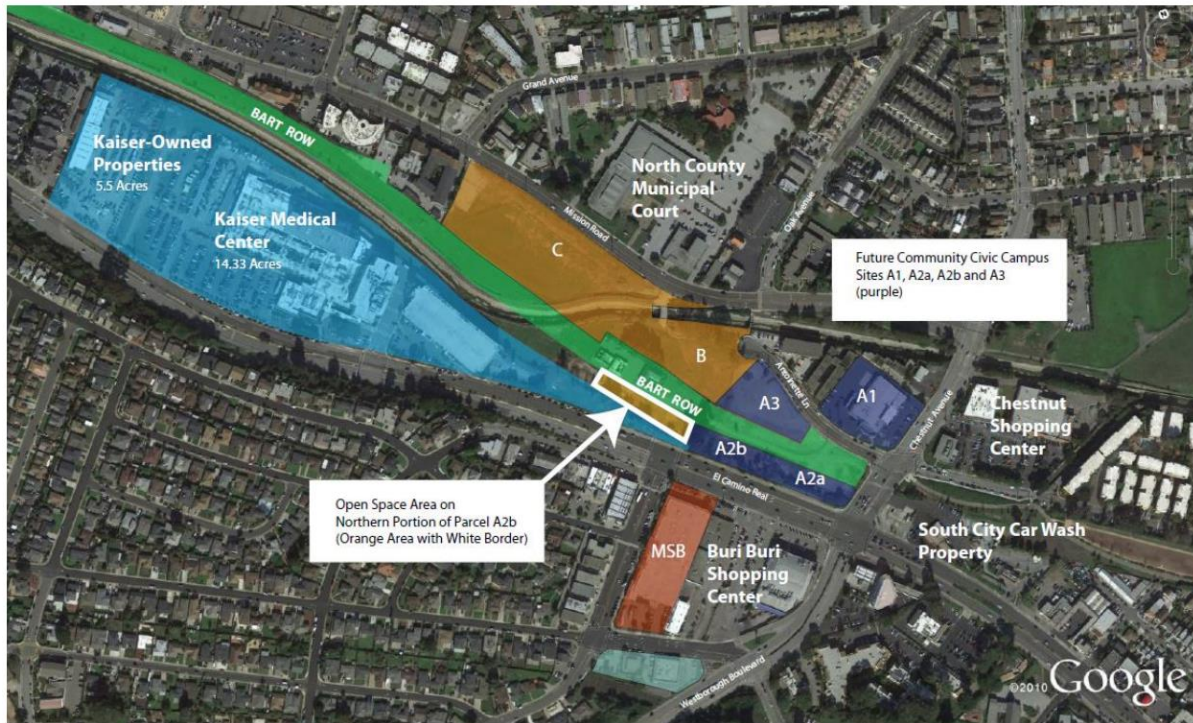 Grand Avenue
BART ROW
Kaiser-Owned
Properties
5.5 Acres
North County
Municipal
Court
Oak Avenue
Kaiser Medical
Center
14.33 Acres
Mission Road
C
Future Community Civic Campus
Sites A1, A2a, A2b and A3
(purple)
B
Antoinette Ln
BART ROW
A3
A1
Chestnut Avenue
Chestnut
Shopping
Center
A2b
A2a
El Camino Real
Open Space Area on
Northern Portion of Parcel A2b
(Orange Area with White Border)
MSB
Buri Buri
Shopping
Center
South City Car Wash
Property
Westborough Boulevard
©2010 Google